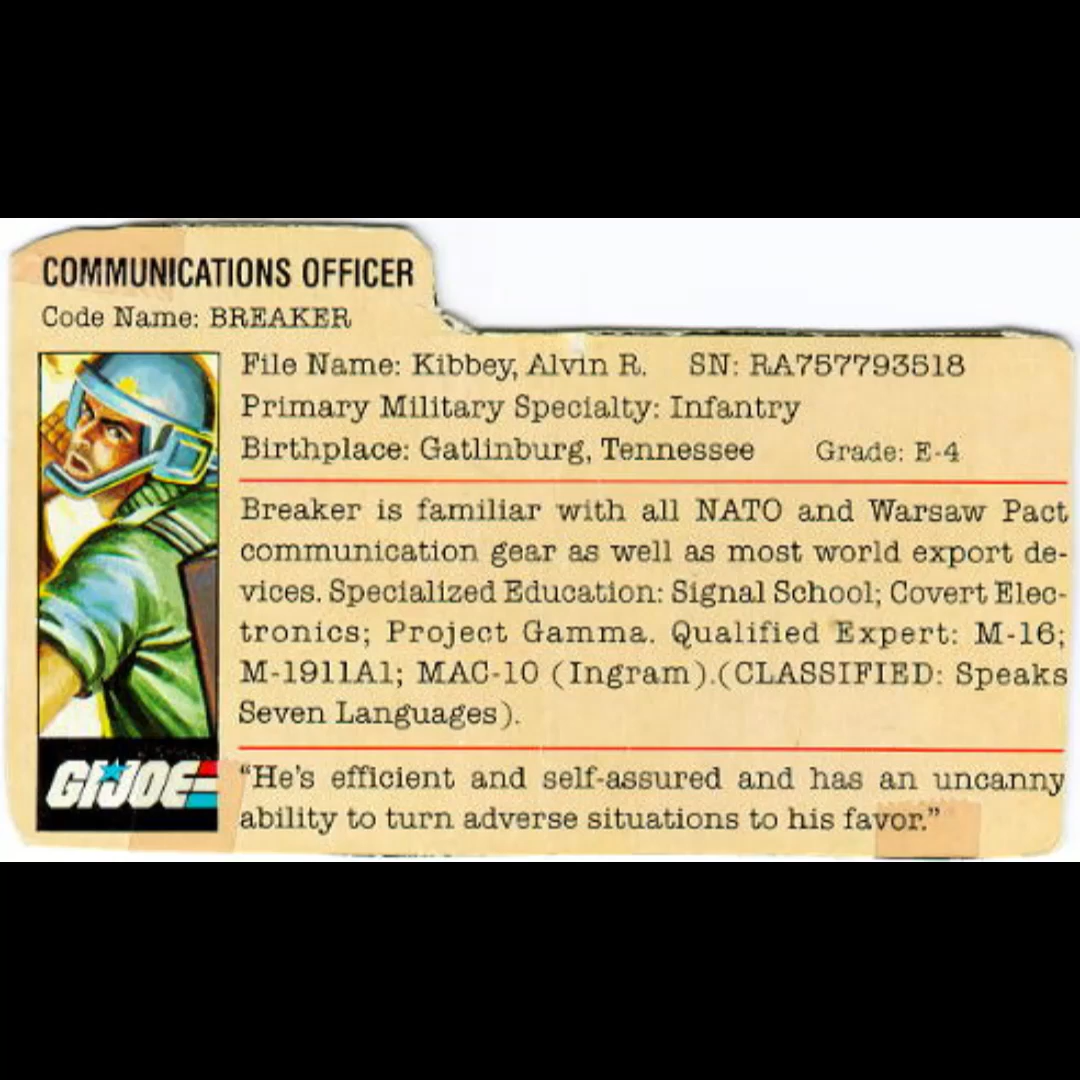 COMMUNICATIONS OFFICER
Code Name: BREAKER
File Name: Kibbey, Alvin R. SN: RA757793518
Primary Military Specialty: Infantry
Birthplace: Gatlinburg, Tennessee Grade: E-4
Breaker is familiar with all NATO and Warsaw Pact
communication gear as well as most world export de-
vices. Specialized Education: Signal School; Covert Elec-
tronics; Project Gamma. Qualified Expert: M-16;
M-1911A1; MAC-10 (Ingram).(CLASSIFIED: Speaks
Seven Languages).
GI JOE
"He's efficient and self-assured and has an uncanny
ability to turn adverse situations to his favor."